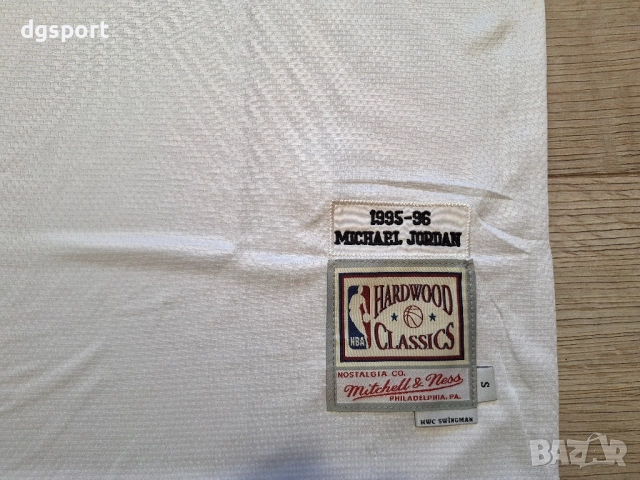 dgsport
1995-96
MICHAEL JORDAN
NBA
HARDWOOD
CLASSICS
NOSTALGIA CO.
Mitchell & Ness
PHILADELPHIA, PA.
S
HWC SWINGMAN
BAZAR